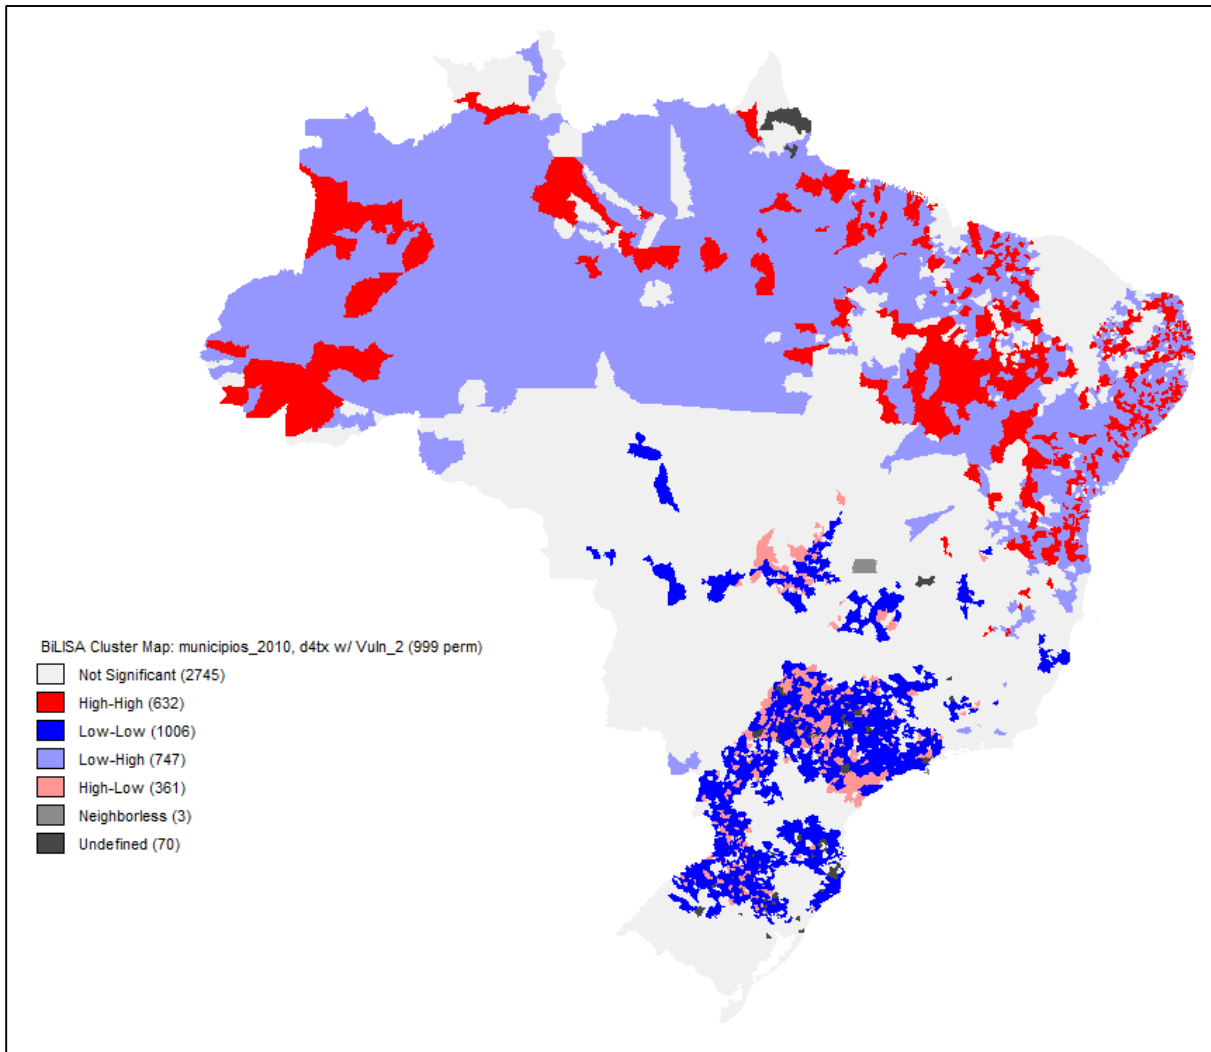 BiLISA Cluster Map: municipios_2010, d4tx w/ Vuln_2 (999 perm)
Not Significant (2745)
High-High (632)
Low-Low (1006)
Low-High (747)
High-Low (361)
Neighborless (3)
Undefined (70)